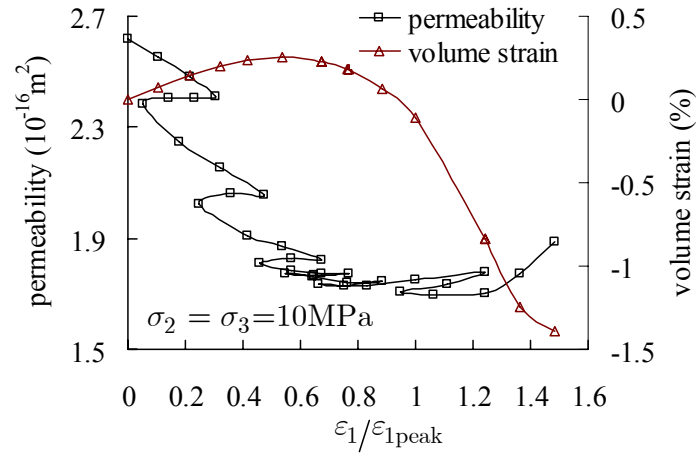 permeability
volume strain
permeability (10⁻¹⁶m²)
2.7
2.3
1.9
1.5
0.5
0
-0.5
-1
-1.5
volume strain (%)
σ₂ = σ₃=10MPa
0 0.2 0.4 0.6 0.8 1 1.2 1.4 1.6
ε₁/ε₁peak